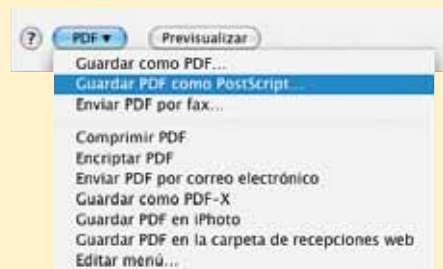 ? PDF ▾ Previsualizar
Guardar como PDF...
Guardar PDF como PostScript...
Enviar PDF por fax...
Comprimir PDF
Encriptar PDF
Enviar PDF por correo electrónico
Guardar como PDF-X
Guardar PDF en iPhoto
Guardar PDF en la carpeta de recepciones web
Editar menú...